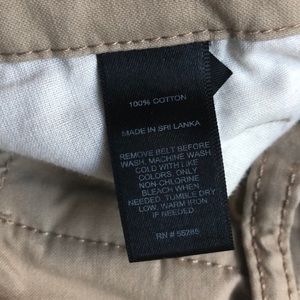 100% COTTON
MADE IN SRI LANKA
REMOVE BELT BEFORE
WASH, MACHINE WASH
COLD WITH LIKE
COLORS, ONLY
NON-CHLORINE
BLEACH WHEN
NEEDED, TUMBLE DRY
LOW, WARM IRON
IF NEEDED.
RN # 56285